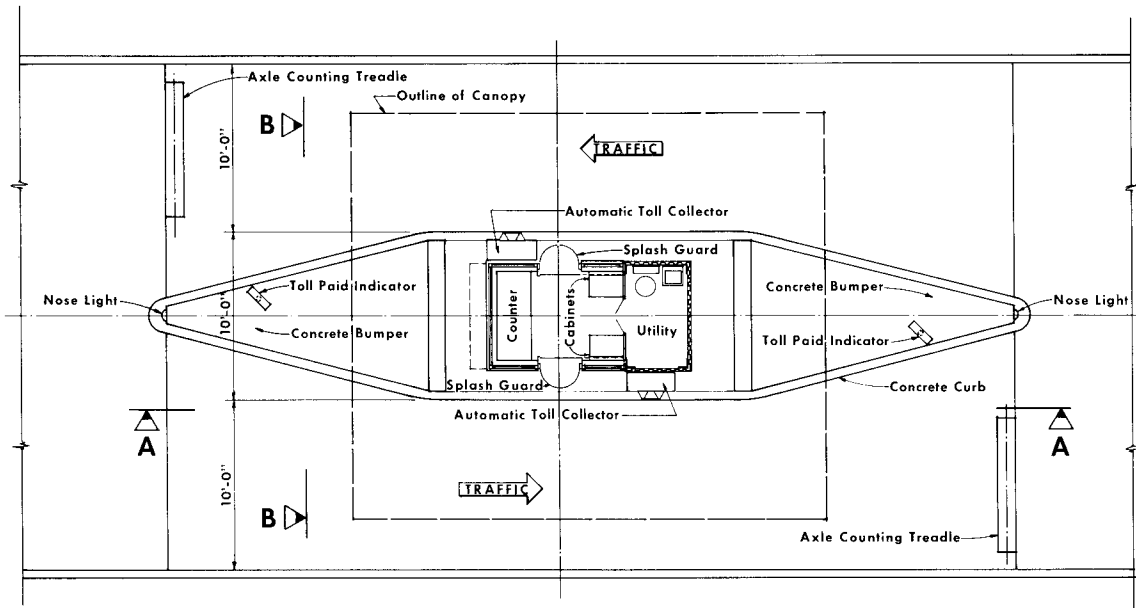 Axle Counting Treadle
Outline of Canopy
B
10'-0"
TRAFFIC
Automatic Toll Collector
Splash Guard
Nose Light
Toll Paid Indicator
10'-0"
Concrete Bumper
Counter
Cabinets
Utility
Concrete Bumper
Nose Light
Toll Paid Indicator
Splash Guard
Concrete Curb
Automatic Toll Collector
A
A
10'-0"
TRAFFIC
B
Axle Counting Treadle